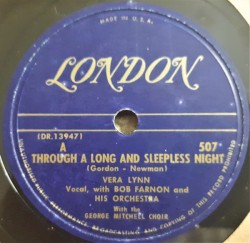 MADE IN U.S.A.
LONDON
(DR.13947)
A 507
THROUGH A LONG AND SLEEPLESS NIGHT
(Gordon - Newman)
VERA LYNN
Vocal, with BOB FARNON and
HIS ORCHESTRA
With the
GEORGE MITCHELL CHOIR